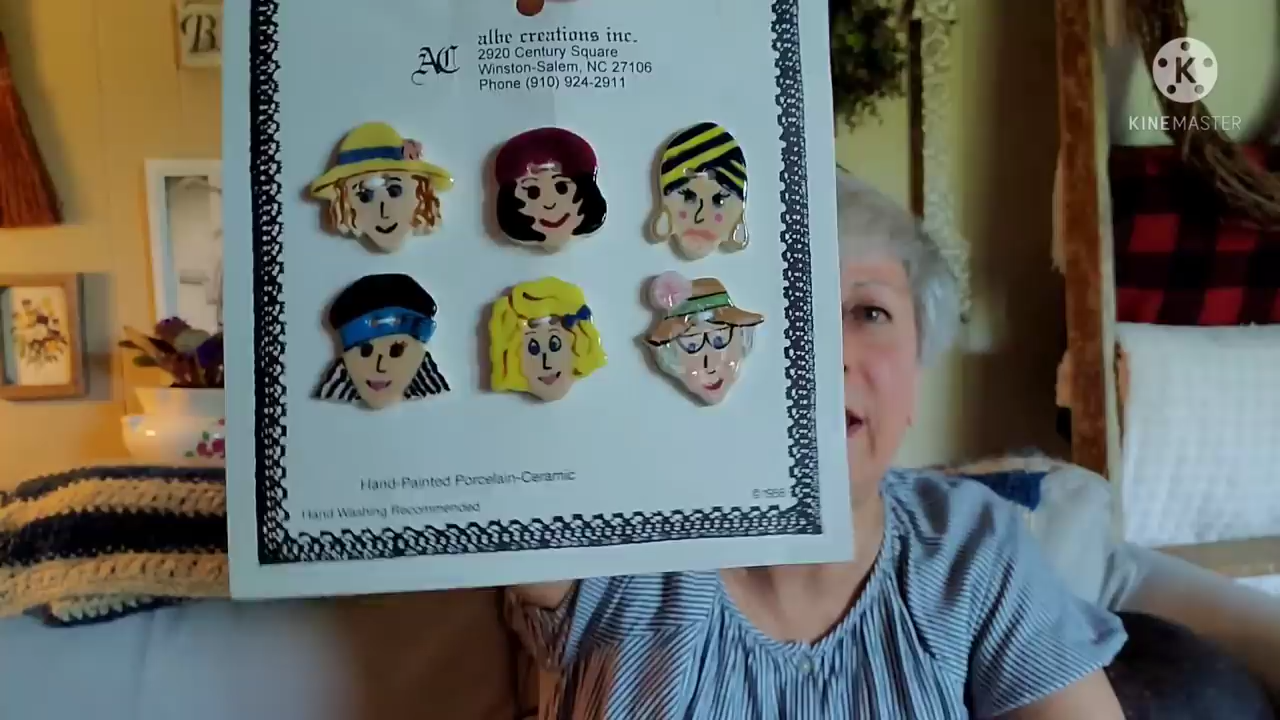 B
albe creations inc.
AC
2920 Century Square
Winston-Salem, NC 27106
Phone (910) 924-2911
K
KINEMASTER
Hand-Painted Porcelain-Ceramic
Hand Washing Recommended